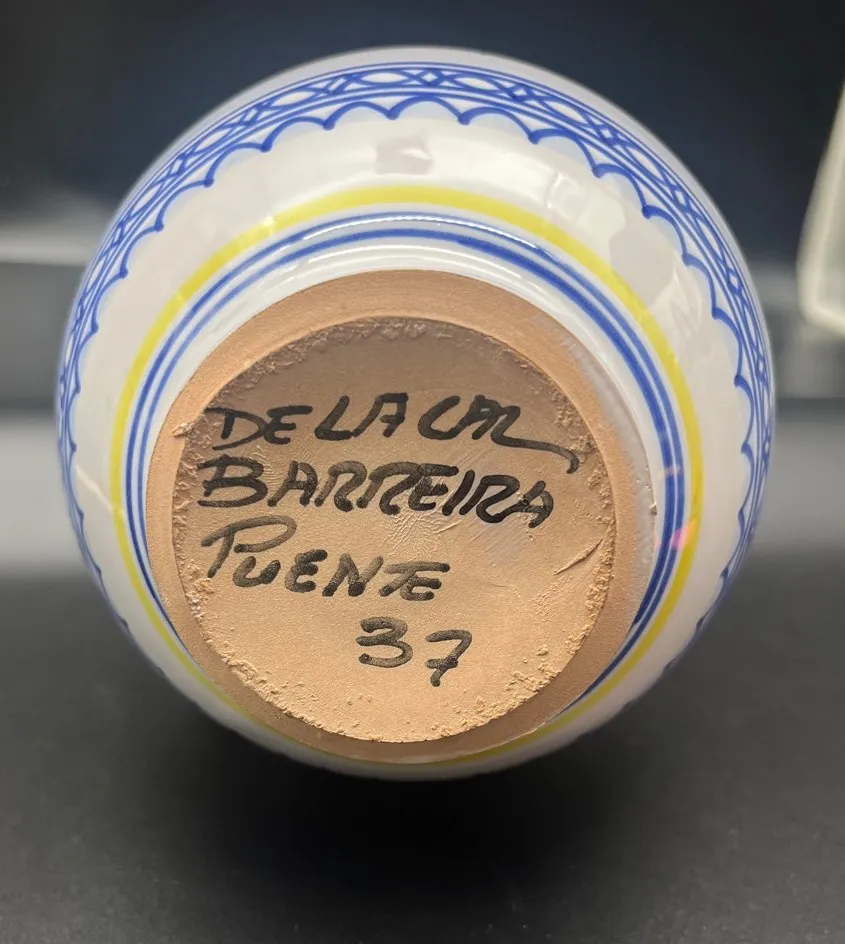 DE LA CAL
BARREIRA
PUENTE
37